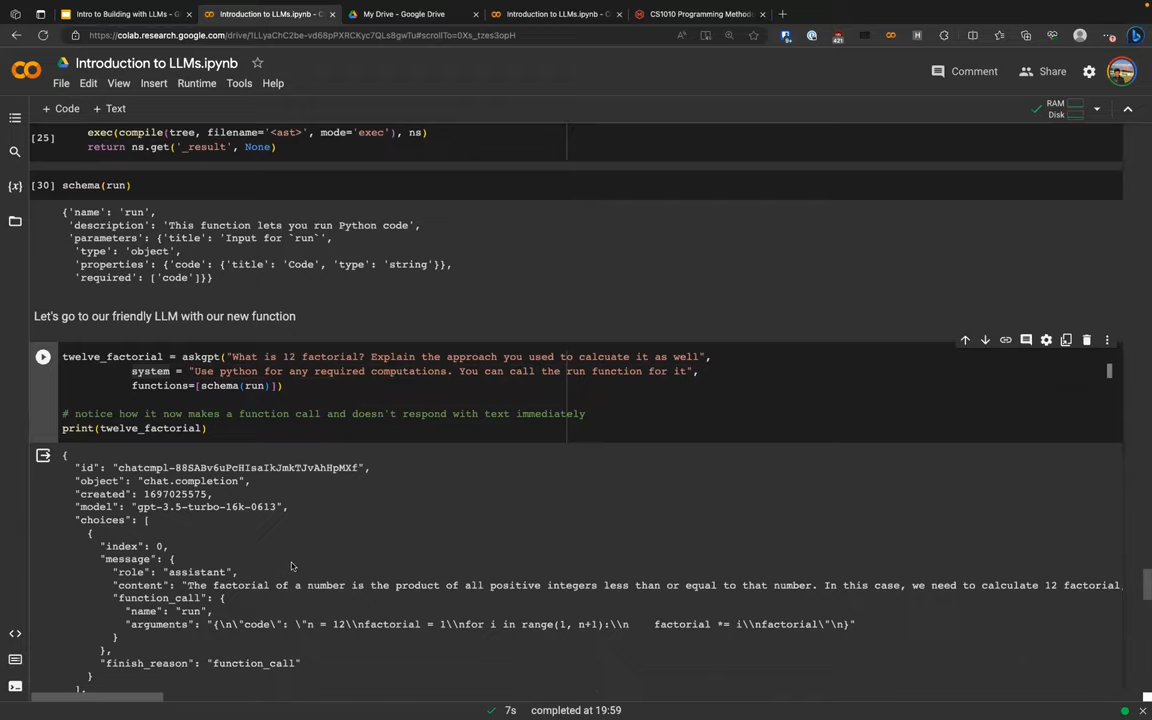 Intro to Building with LLMs - G
Introduction to LLMs.ipynb - C
My Drive - Google Drive
Introduction to LLMs.ipynb - C
CS1010 Programming Method
https://colab.research.google.com/drive/1LLyaChC2be-vd68pPXRCKyc7QLs8gwTu#scrollTo=0Xs_tzes3opH
Introduction to LLMs.ipynb
File Edit View Insert Runtime Tools Help
Comment
Share
+ Code + Text
RAM
Disk
[25]
exec(compile(tree, filename='<ast>', mode='exec'), ns)
return ns.get('_result', None)
[30] schema(run)
{'name': 'run',
'description': 'This function lets you run Python code',
'parameters': {'title': 'Input for `run`',
'type': 'object',
'properties': {'code': {'title': 'Code', 'type': 'string'}},
'required': ['code']}}
Let's go to our friendly LLM with our new function
twelve_factorial = askgpt("What is 12 factorial? Explain the approach you used to calcuate it as well",
system = "Use python for any required computations. You can call the run function for it",
functions=[schema(run)])
# notice how it now makes a function call and doesn't respond with text immediately
print(twelve_factorial)
{
"id": "chatcmpl-88SABv6uPcHIsaIkJmkTJvAhHpMXf",
"object": "chat.completion",
"created": 1697025575,
"model": "gpt-3.5-turbo-16k-0613",
"choices": [
{
"index": 0,
"message": {
"role": "assistant",
"content": "The factorial of a number is the product of all positive integers less than or equal to that number. In this case, we need to calculate 12 factorial,
"function_call": {
"name": "run",
"arguments": "{\n\"code\": \"n = 12\\nfactorial = 1\\nfor i in range(1, n+1):\\n    factorial *= i\\nfactorial\"\n}"
}
},
"finish_reason": "function_call"
}
],
7s completed at 19:59